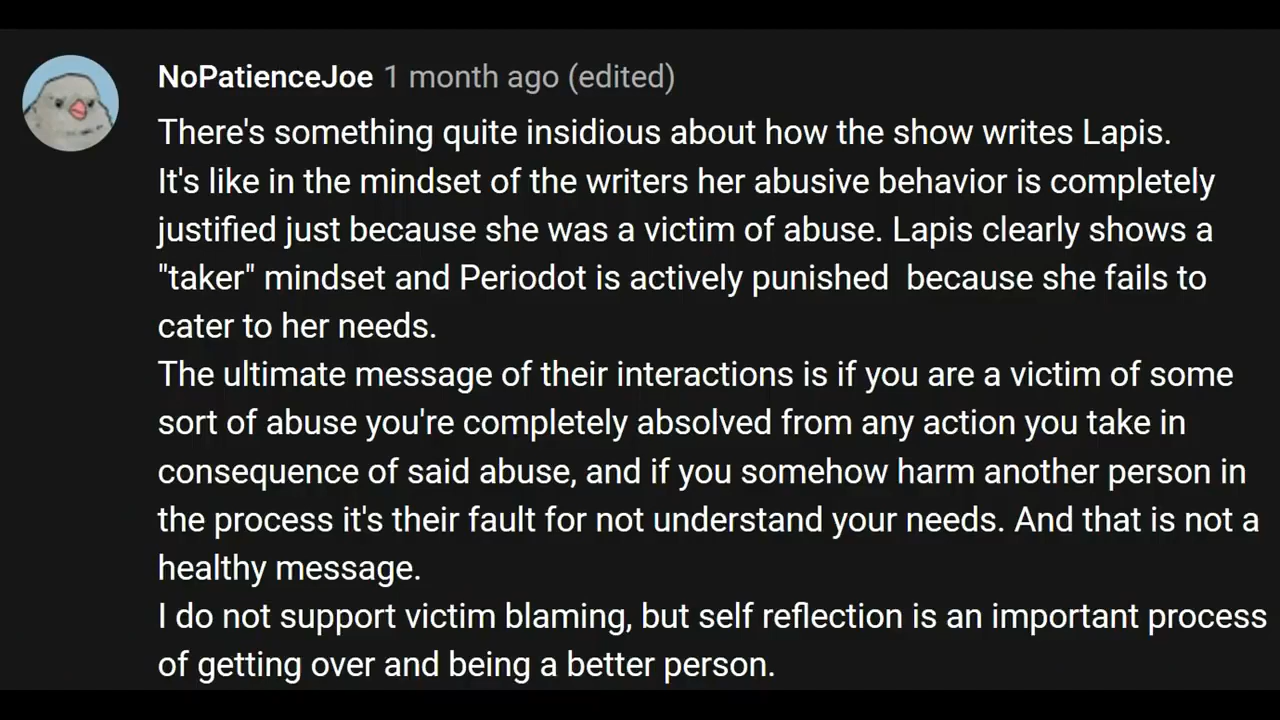 NoPatienceJoe 1 month ago (edited)
There's something quite insidious about how the show writes Lapis.
It's like in the mindset of the writers her abusive behavior is completely
justified just because she was a victim of abuse. Lapis clearly shows a
"taker" mindset and Periodot is actively punished  because she fails to
cater to her needs.
The ultimate message of their interactions is if you are a victim of some
sort of abuse you're completely absolved from any action you take in
consequence of said abuse, and if you somehow harm another person in
the process it's their fault for not understand your needs. And that is not a
healthy message.
I do not support victim blaming, but self reflection is an important process
of getting over and being a better person.